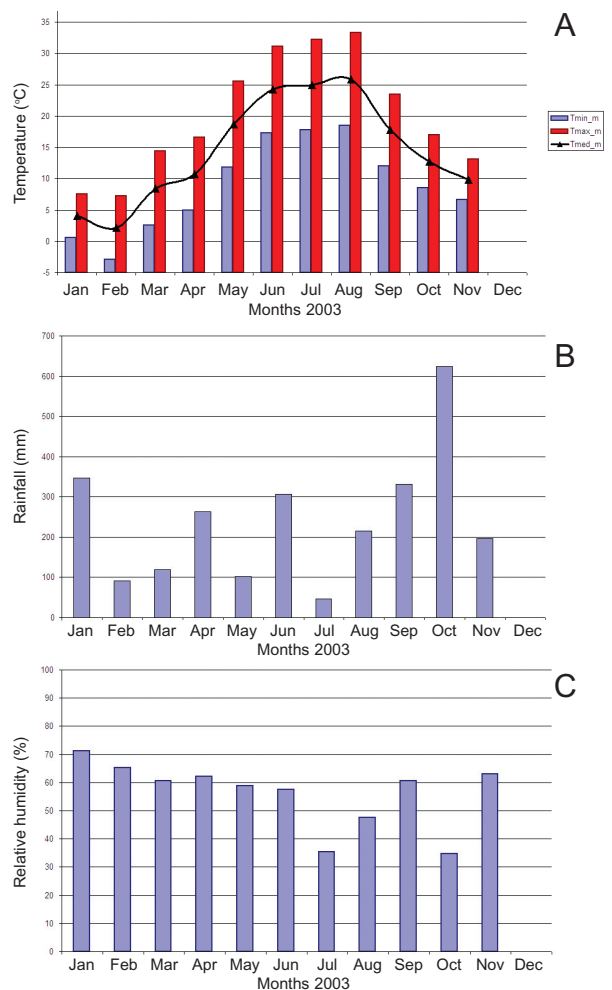 A
35
30
25
20
15
10
5
0
-5
Temperature (°C)
Tmin_m
Tmax_m
Tmed_m
Jan Feb Mar Apr May Jun Jul Aug Sep Oct Nov Dec
Months 2003
B
700
600
500
400
300
200
100
0
Rainfall (mm)
Jan Feb Mar Apr May Jun Jul Aug Sep Oct Nov Dec
Months 2003
C
100
90
80
70
60
50
40
30
20
10
0
Relative humidity (%)
Jan Feb Mar Apr May Jun Jul Aug Sep Oct Nov Dec
Months 2003